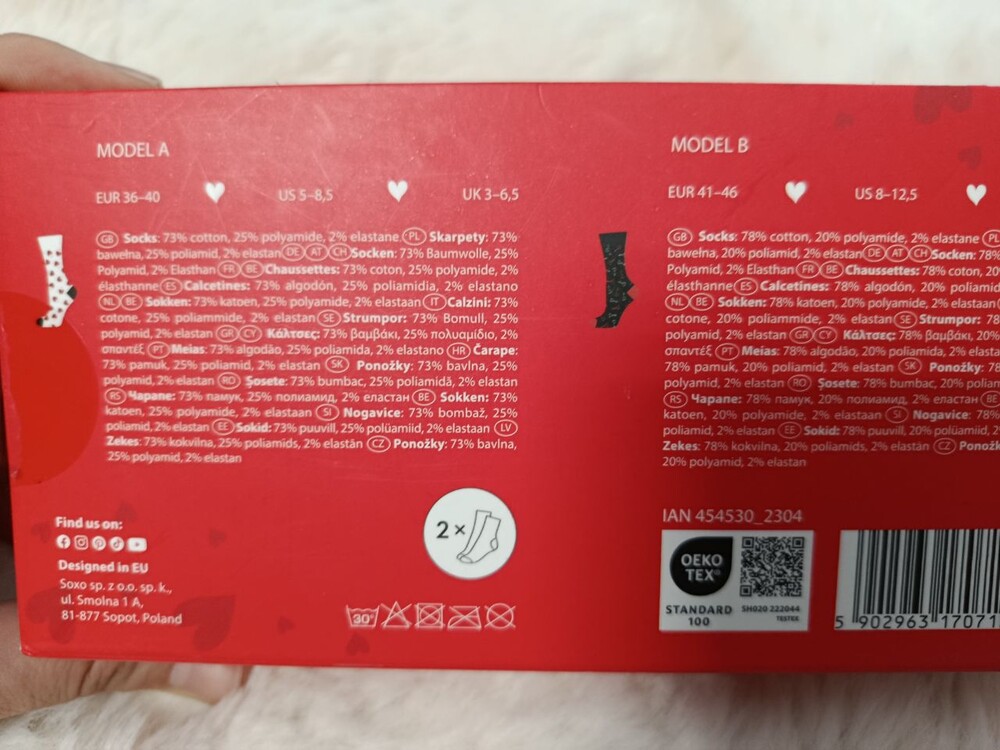 MODEL A
EUR 36–40 US 5–8,5 UK 3–6,5
GB Socks: 73% cotton, 25% polyamide, 2% elastane. PL Skarpety: 73%
bawełna, 25% poliamid, 2% elastan DE AT CH Socken: 73% Baumwolle, 25%
Polyamid, 2% Elasthan FR BE Chaussettes: 73% coton, 25% polyamide, 2%
élasthanne ES Calcetines: 73% algodón, 25% poliamidia, 2% elastano
NL BE Sokken: 73% katoen, 25% polyamide, 2% elastaan IT Calzini: 73%
cotone, 25% poliammide, 2% elastan SE Strumpor: 73% Bomull, 25%
polyamid, 2% elastan GR CY Κάλτσες: 73% βαμβάκι, 25% πολυαμίδιο, 2%
σπαντέξ PT Meias: 73% algodão, 25% poliamida, 2% elastano HR Čarape:
73% pamuk, 25% poliamid, 2% elastan SK Ponožky: 73% bavlna, 25%
polyamid, 2% elastan RO Șosete: 73% bumbac, 25% poliamidă, 2% elastan
RS Чарапе: 73% памук, 25% полиамид, 2% еластан BE Sokken: 73%
katoen, 25% polyamide, 2% elastaan SI Nogavice: 73% bombaž, 25%
poliamid, 2% elastan EE Sokid: 73% puuvill, 25% polüamiid, 2% elastaan LV
Zekes: 73% kokvilna, 25% poliamids, 2% elastān CZ Ponožky: 73% bavlna,
25% polyamid, 2% elastan
2 ×
Find us on:
Designed in EU
Soxo sp. z o.o. sp. k.,
ul. Smolna 1 A,
81-877 Sopot, Poland
30°
MODEL B
EUR 41–46 US 8–12,5
GB Socks: 78% cotton, 20% polyamide, 2% elastane PL
bawełna, 20% poliamid, 2% elastan DE AT CH Socken: 78%
Polyamid, 2% Elasthan FR BE Chaussettes: 78% coton, 20%
élasthanne ES Calcetines: 78% algodón, 20% poliamidia, 2%
NL BE Sokken: 78% katoen, 20% polyamide, 2% elastaan
cotone, 20% poliammide, 2% elastan SE Strumpor: 78
polyamid, 2% elastan GR CY Κάλτσες: 78% βαμβάκι, 20%
σπαντέξ PT Meias: 78% algodão, 20% poliamida, 2% elasta
78% pamuk, 20% poliamid, 2% elastan SK Ponožky: 78
polyamid, 2% elastan RO Șosete: 78% bumbac, 20% polian
RS Чарапе: 78% памук, 20% полиамид, 2% еластан BE
katoen, 20% polyamide, 2% elastaan SI Nogavice: 78%
poliamid, 2% elastan EE Sokid: 78% puuvill, 20% polüamiid, 2%
Zekes: 78% kokvilna, 20% poliamids, 2% elastān CZ Ponožk
20% polyamid, 2% elastan
IAN 454530_2304
OEKO
TEX®
STANDARD
100
SH020 222044
TESTEX
5 902963 17071